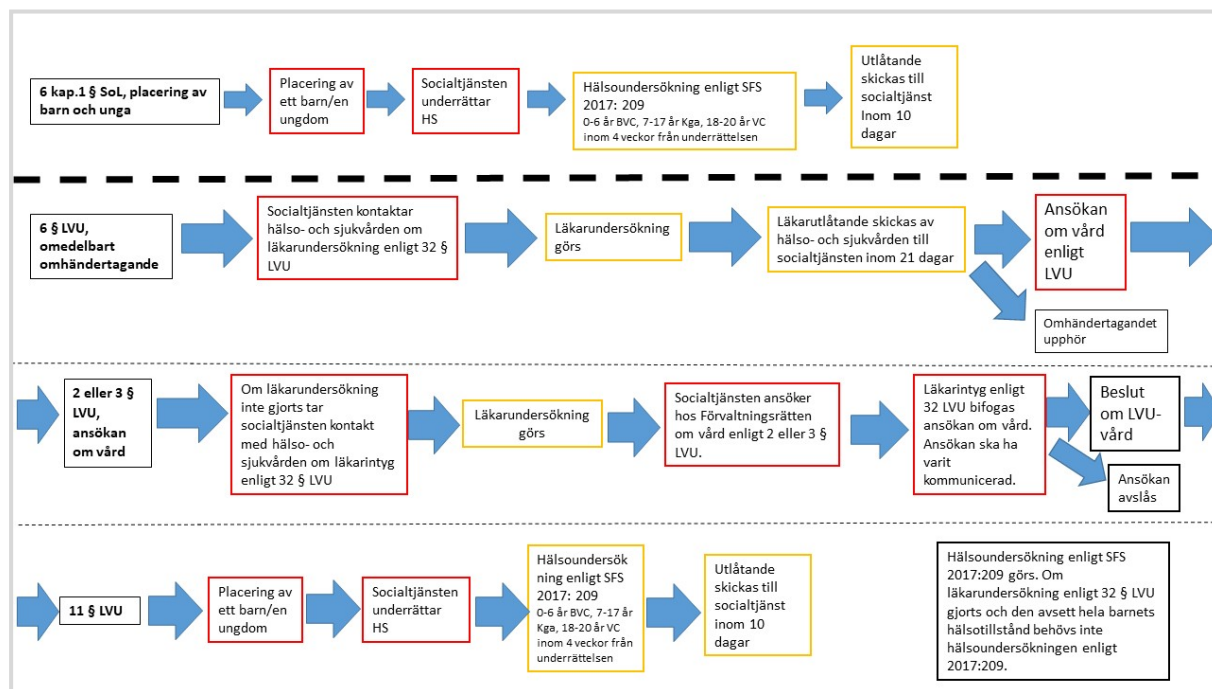 6 kap.1 § SoL, placering av
barn och unga
Placering av
ett barn/en
ungdom
Socialtjänsten
underrättar
HS
Hälsoundersökning enligt SFS
2017: 209
0-6 år BVC, 7-17 år Kga, 18-20 år VC
inom 4 veckor från underrättelsen
Utlåtande
skickas till
socialtjänst
Inom 10
dagar
6 § LVU,
omedelbart
omhändertagande
Socialtjänsten kontaktar
hälso- och sjukvården om
läkarundersökning enligt 32 §
LVU
Läkarundersökning
görs
Läkarutlåtande skickas av
hälso- och sjukvården till
socialtjänsten inom 21 dagar
Ansökan
om vård
enligt
LVU
Omhändertagandet
upphör
2 eller 3 §
LVU,
ansökan
om vård
Om läkarundersökning
inte gjorts tar
socialtjänsten kontakt
med hälso- och
sjukvården om läkarintyg
enligt 32 § LVU
Läkarundersökning
görs
Socialtjänsten ansöker
hos Förvaltningsrätten
om vård enligt 2 eller 3 §
LVU.
Läkarintyg enligt
32 LVU bifogas
ansökan om vård.
Ansökan ska ha
varit
kommunicerad.
Beslut
om LVU-
vård
Ansökan
avslås
11 § LVU
Placering av
ett barn/en
ungdom
Socialtjänsten
underrättar
HS
Hälsoundersök
ning enligt SFS
2017: 209
0-6 år BVC, 7-17 år
Kga, 18-20 år VC
inom 4 veckor från
underrättelsen
Utlåtande
skickas till
socialtjänst
inom 10
dagar
Hälsoundersökning enligt SFS
2017:209 görs. Om
läkarundersökning enligt 32 § LVU
gjorts och den avsett hela barnets
hälsotillstånd behövs inte
hälsoundersökningen enligt
2017:209.